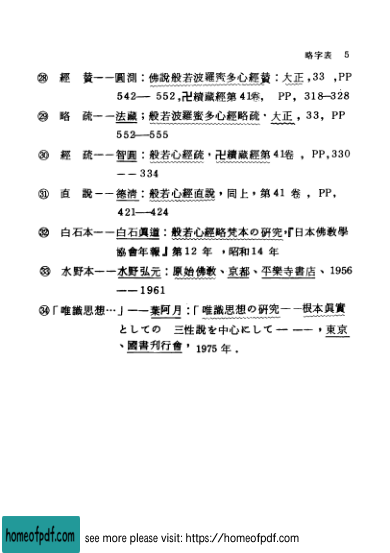 略字表 5
㉘ 經 贊——圓測：佛說般若波羅蜜多心經贊：大正,33 ,PP
542—— 552,卍續藏經第 41卷, PP, 318—328
㉙ 略 疏——法藏；般若波羅蜜多心經略疏，大正，33，PP
552——555
㉚ 經 疏——智圓：般若心經疏，卍續藏經第 41卷 ，PP,330
—— 334
㉛ 直 說——德清：般若心經直說，同上，第 41 卷 ，PP,
421——424
㉜ 白石本——白石眞道：般若心經略梵本の研究，『日本佛教學
協會年報』第 12 年 ，昭和 14 年
㉝ 水野本——水野弘元：原始佛教、京都、平樂寺書店、1956
——1961
㉞「唯識思想…」——葉阿月：「唯識思想の研究——根本眞實
としての 三性說を中心にして—— —，東京
、國書刊行會，1975 年．
homeofpdf.com
see more please visit: https://homeofpdf.com